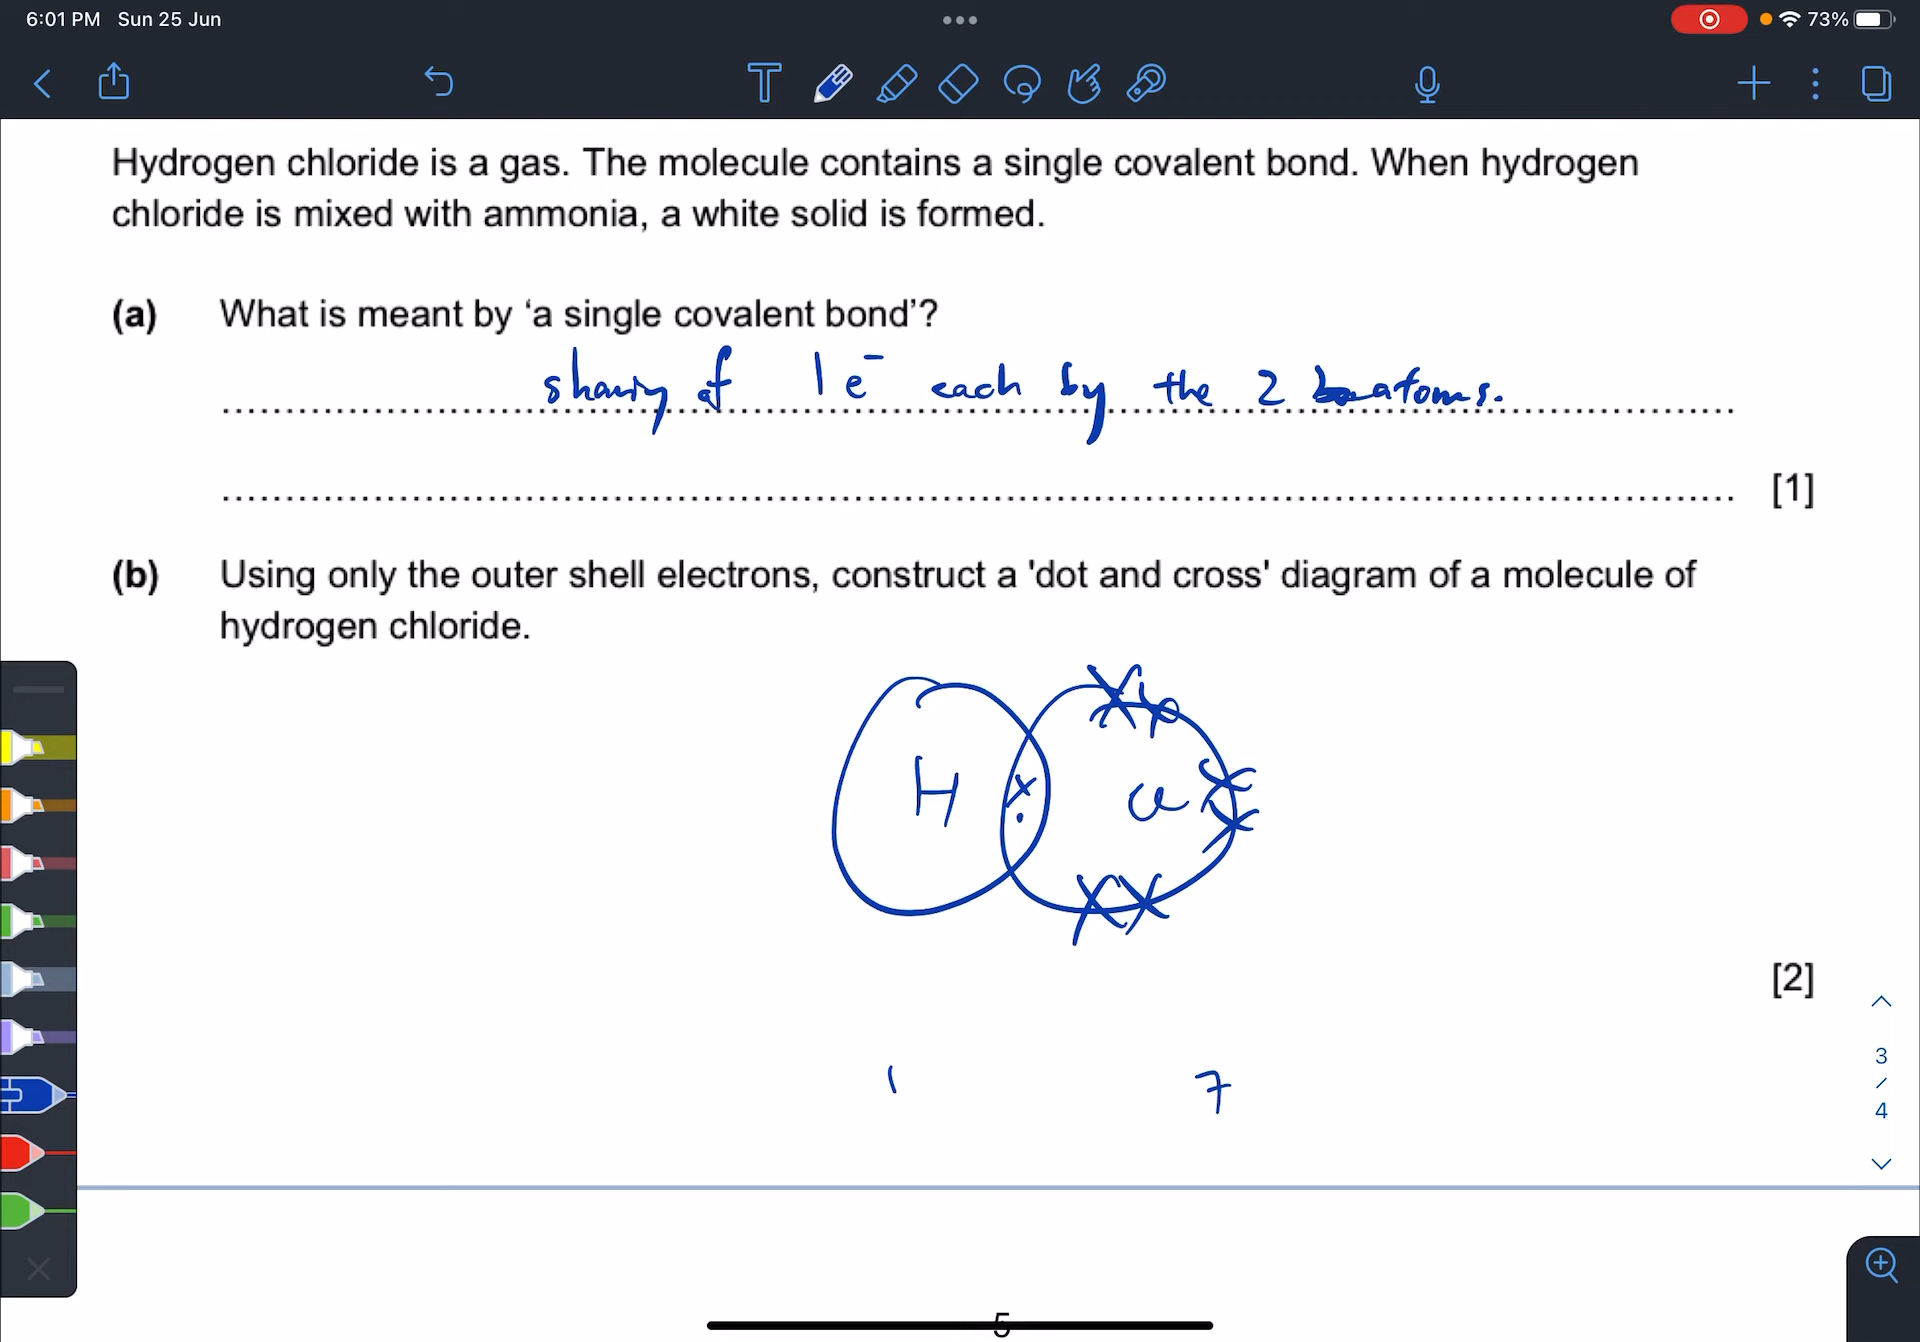 6:01 PM Sun 25 Jun
73%
Hydrogen chloride is a gas. The molecule contains a single covalent bond. When hydrogen
chloride is mixed with ammonia, a white solid is formed.
(a) What is meant by ‘a single covalent bond’?
sharing of 1 e⁻ each by the 2 atoms.
[1]
(b) Using only the outer shell electrons, construct a 'dot and cross' diagram of a molecule of
hydrogen chloride.
H Cl
[2]
1 7
3
/
4
5